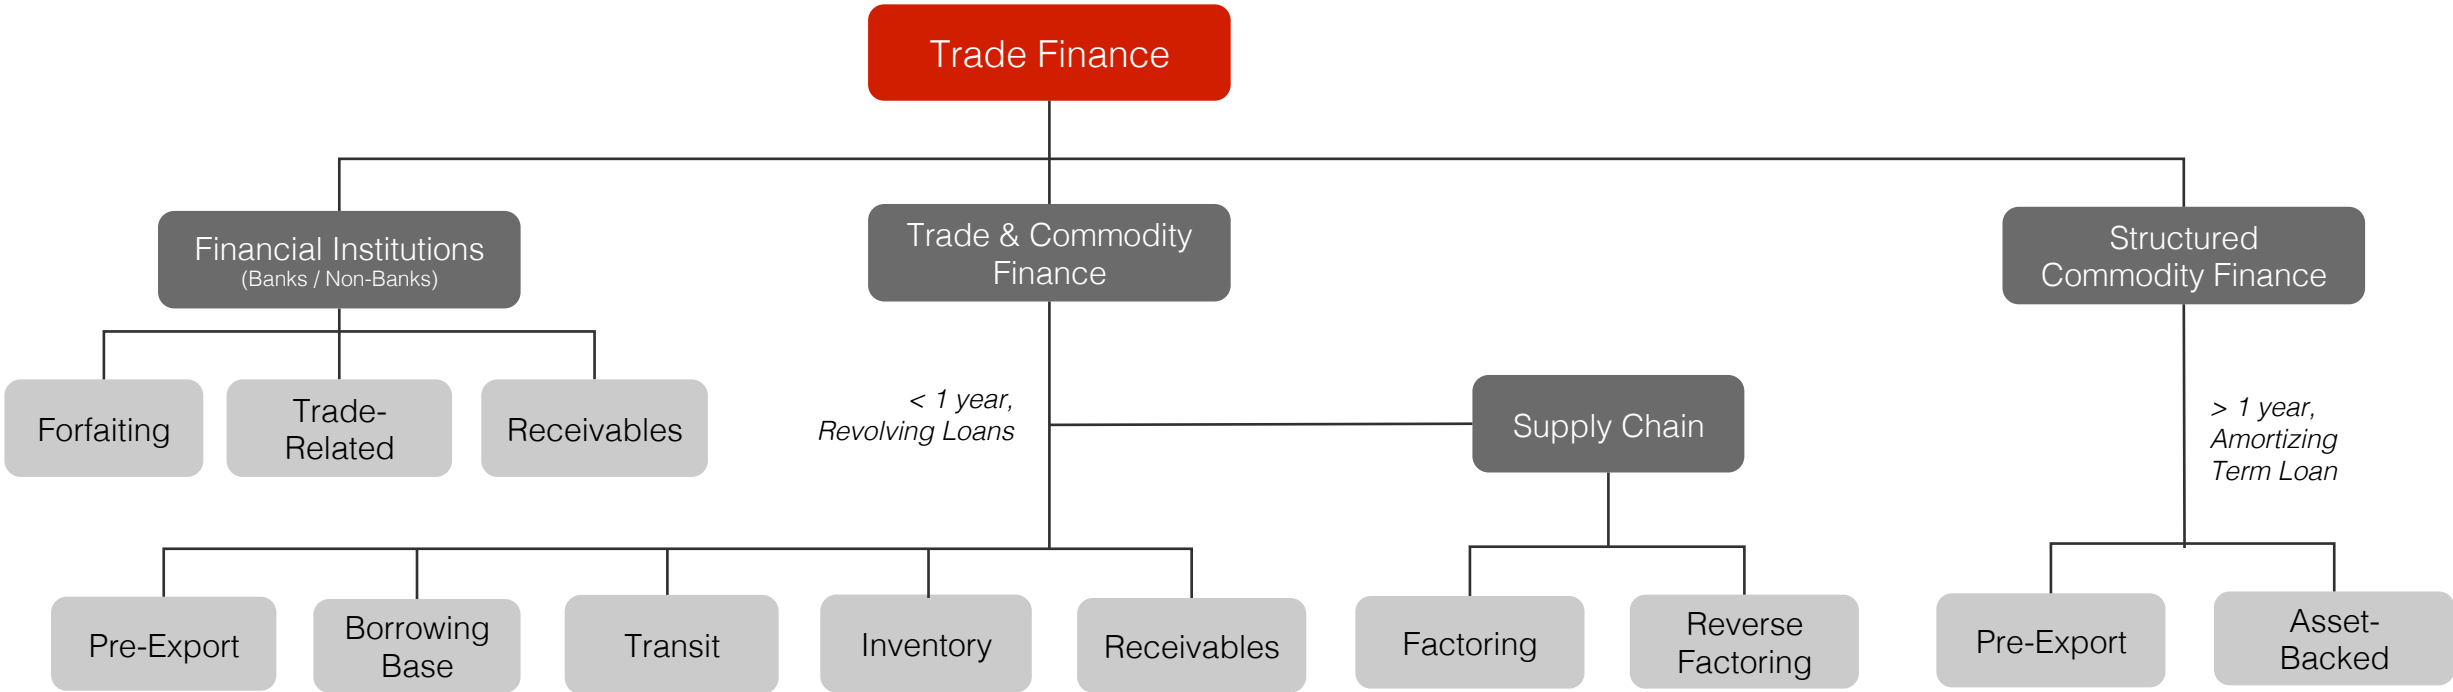 Trade Finance
Financial Institutions
(Banks / Non-Banks)
Trade & Commodity
Finance
Structured
Commodity Finance
Forfaiting
Trade-
Related
Receivables
< 1 year,
Revolving Loans
Supply Chain
> 1 year,
Amortizing
Term Loan
Pre-Export
Borrowing
Base
Transit
Inventory
Receivables
Factoring
Reverse
Factoring
Pre-Export
Asset-
Backed